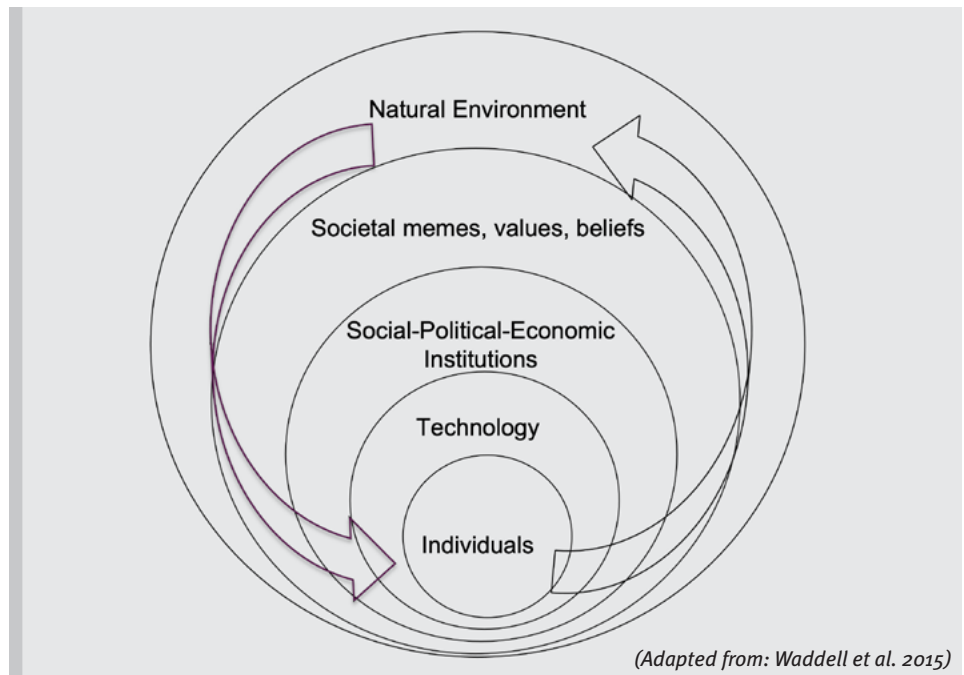 Natural Environment
Societal memes, values, beliefs
Social-Political-Economic
Institutions
Technology
Individuals
(Adapted from: Waddell et al. 2015)